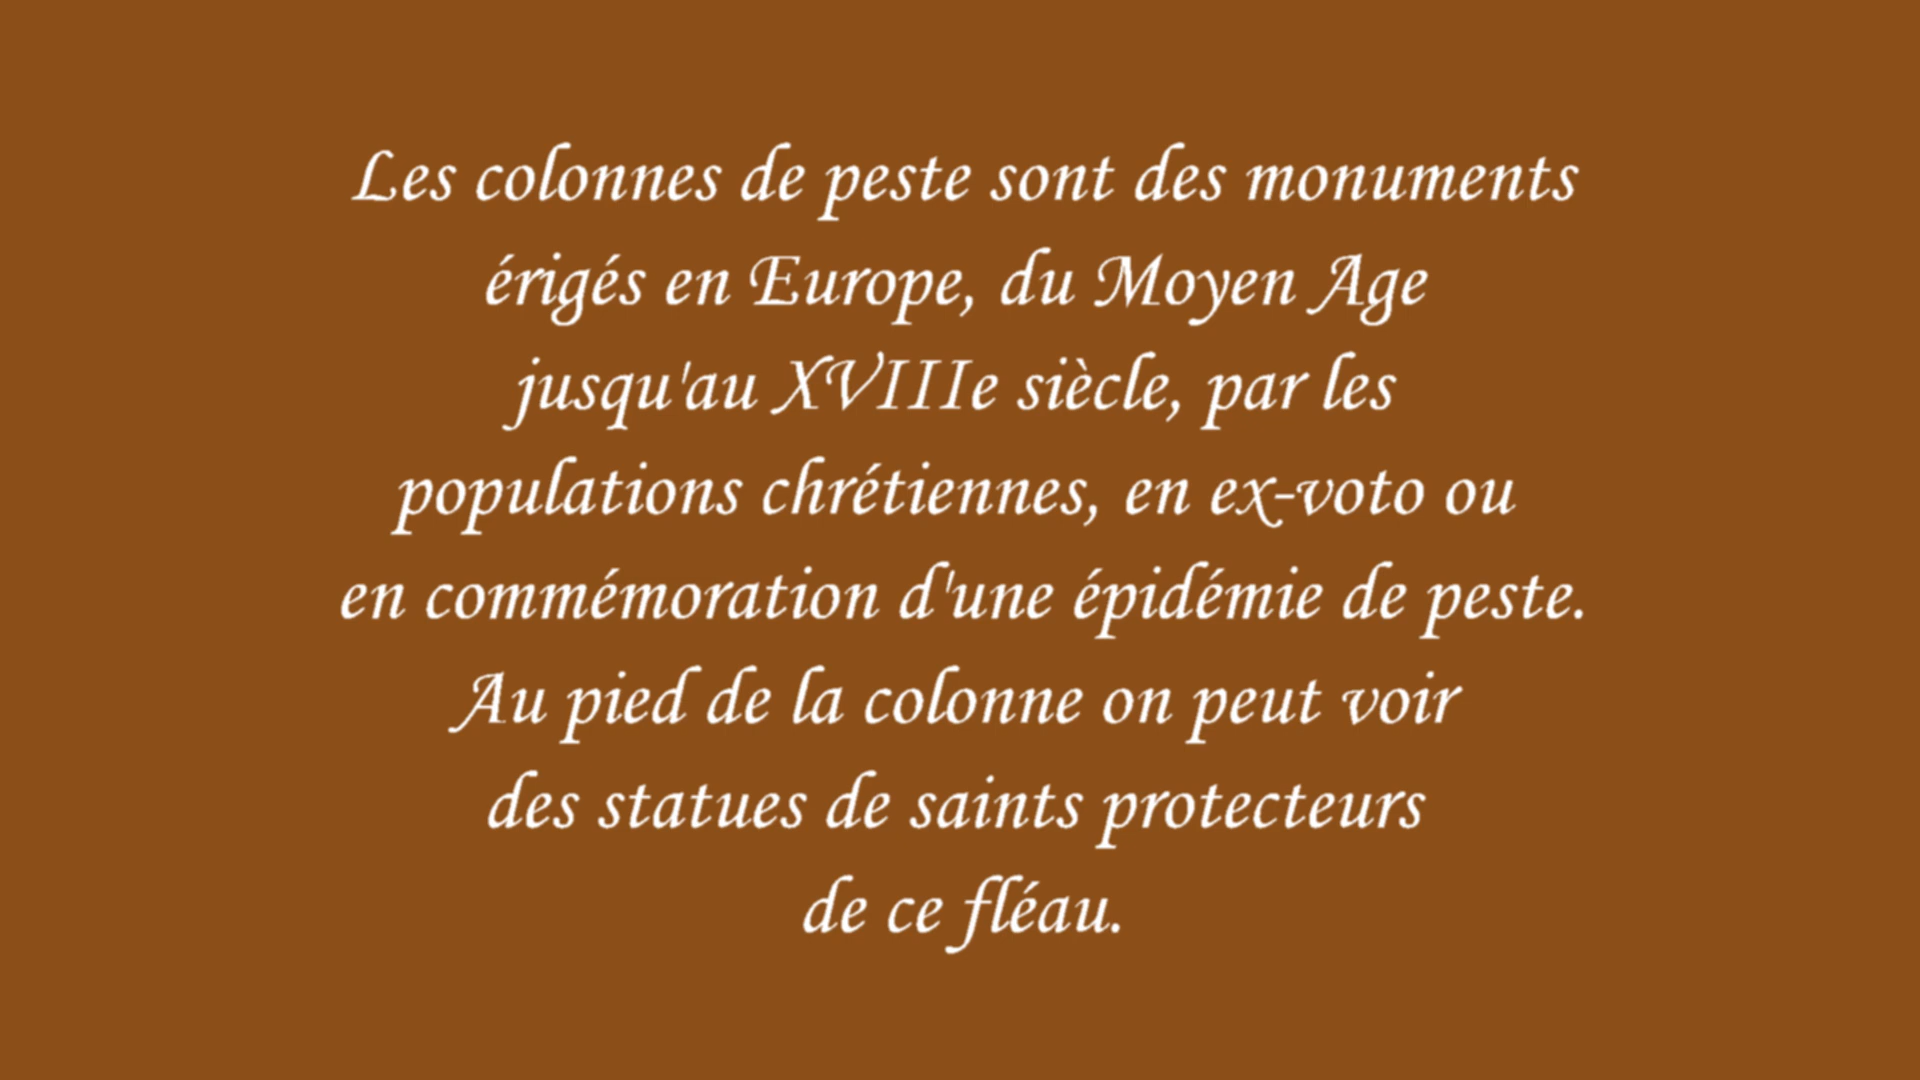 Les colonnes de peste sont des monuments
érigés en Europe, du Moyen Age
jusqu'au XVIIIe siècle, par les
populations chrétiennes, en ex-voto ou
en commémoration d'une épidémie de peste.
Au pied de la colonne on peut voir
des statues de saints protecteurs
de ce fléau.